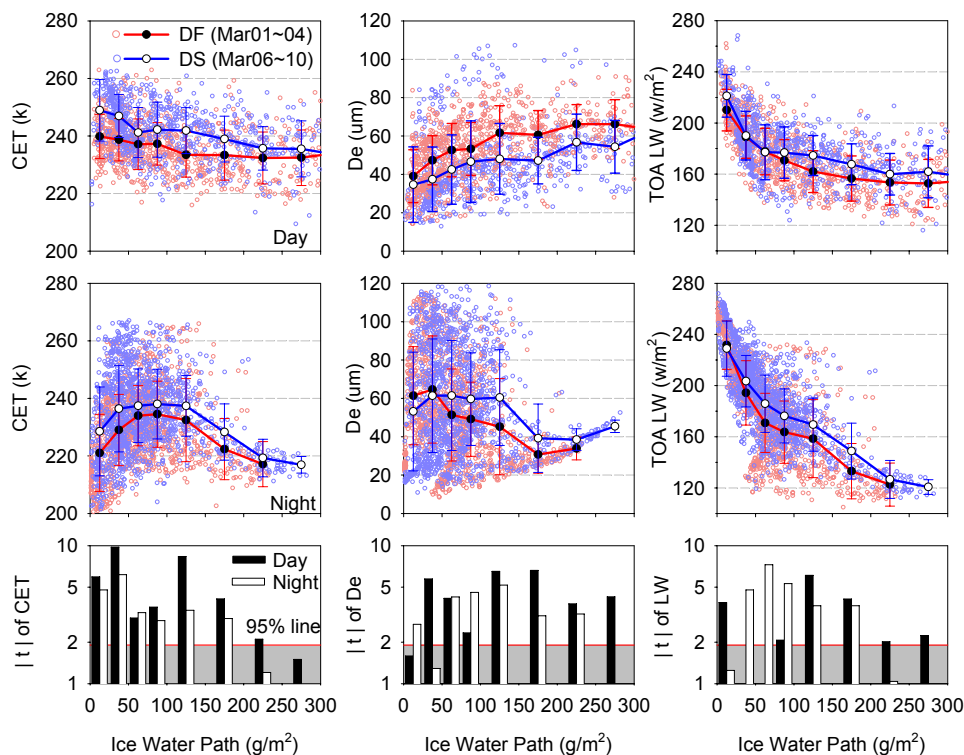 DF (Mar01~04)
DS (Mar06~10)
CET (k)
260
240
220
200
Day
De (um)
120
100
80
60
40
20
0
TOA LW (w/m²)
280
240
200
160
120
CET (k)
280
260
240
220
200
Night
De (um)
120
100
80
60
40
20
0
TOA LW (w/m²)
280
240
200
160
120
| t | of CET
10
5
2
1
Day
Night
95% line
0 50 100 150 200 250 300
Ice Water Path (g/m²)
| t | of De
10
5
2
1
0 50 100 150 200 250 300
Ice Water Path (g/m²)
| t | of LW
10
5
2
1
0 50 100 150 200 250 300
Ice Water Path (g/m²)